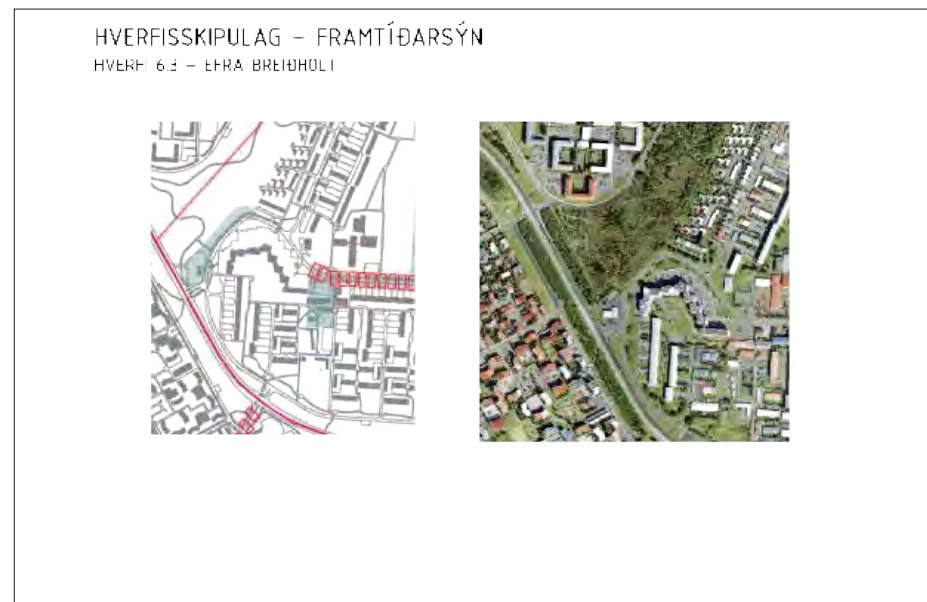 HVERFISSKIPULAG – FRAMTÍÐARSÝN
HVERFI 6.3 – EFRA BREIÐHOLT